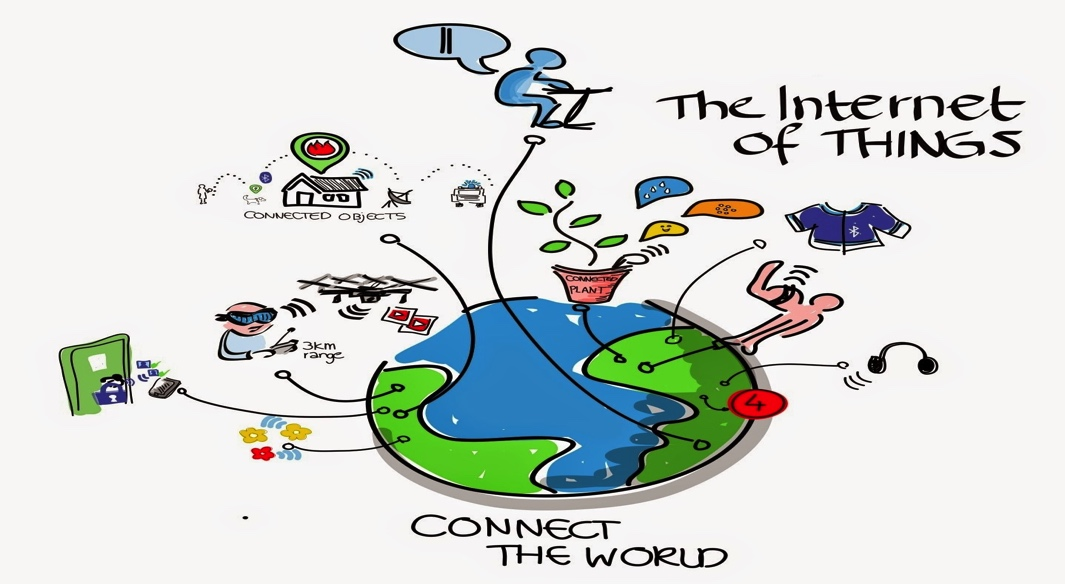 The Internet
of THINGS
CONNECTED OBJECTS
CONNECTED
PLANT
3km
range
4
CONNECT
THE WORLD